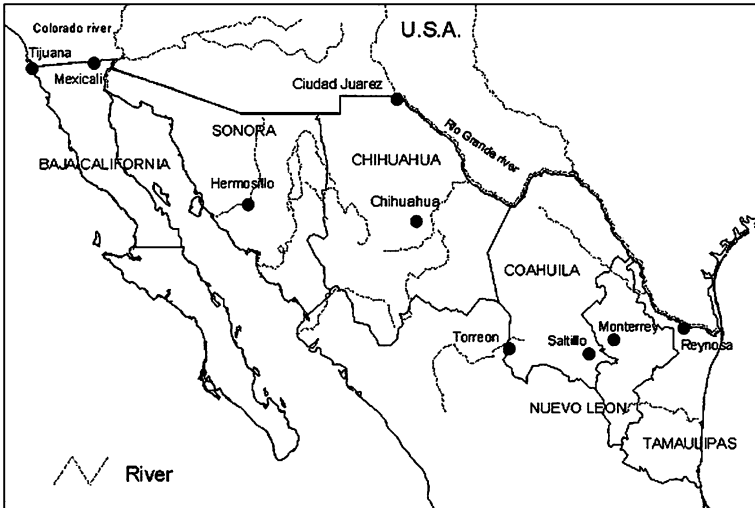 U.S.A.
Colorado river
Tijuana
Mexicali
Ciudad Juarez
SONORA
Rio Grande river
BAJA CALIFORNIA
CHIHUAHUA
Hermosillo
Chihuahua
COAHUILA
Torreon
Saltillo
Monterrey
Reynosa
NUEVO LEON
TAMAULIPAS
River